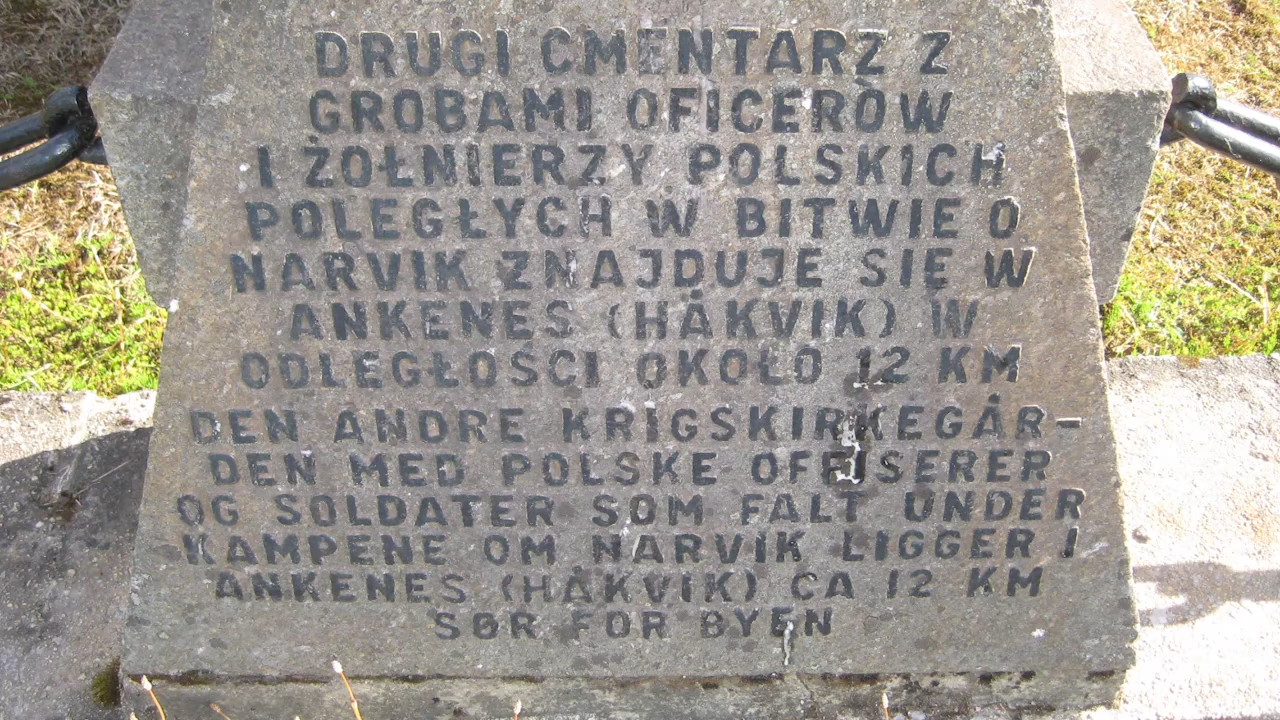 DRUGI CMENTARZ Z
GROBAMI OFICERÓW
I ŻOŁNIERZY POLSKICH
POLEGŁYCH W BITWIE O
NARVIK ZNAJDUJE SIĘ W
ANKENES (HÅKVIK) W
ODLEGŁOŚCI OKOŁO 12 KM
DEN ANDRE KRIGSKIRKEGÅR-
DEN MED POLSKE OFFISERER
OG SOLDATER SOM FALT UNDER
KAMPENE OM NARVIK LIGGER I
ANKENES (HÅKVIK) CA 12 KM
SØR FOR BYEN